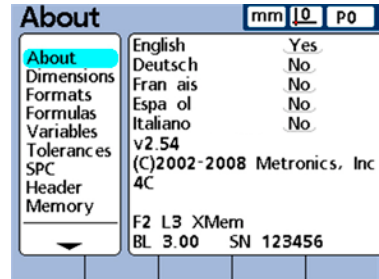 About
mm 10 P0
About
Dimensions
Formats
Formulas
Variables
Tolerances
SPC
Header
Memory
English Yes
Deutsch No
Fran ais No
Espa ol No
Italiano No
v2.54
(C)2002-2008 Metronics, Inc
4C
F2 L3 XMem
BL 3.00 SN 123456